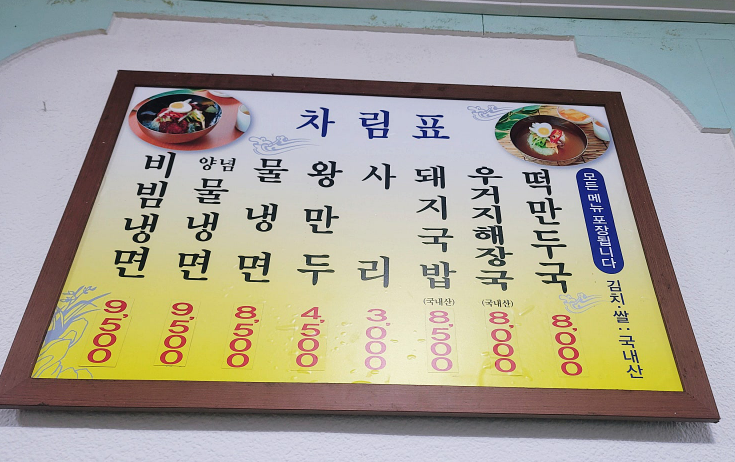 차림표
비빔냉면
9,500
양념물냉면
9,500
물냉면
8,500
왕만두
4,500
사리
3,000
돼지국밥
(국내산)
8,500
우거지해장국
(국내산)
8,000
떡만두국
8,000
모든 메뉴 포장됩니다
김치·쌀: 국내산